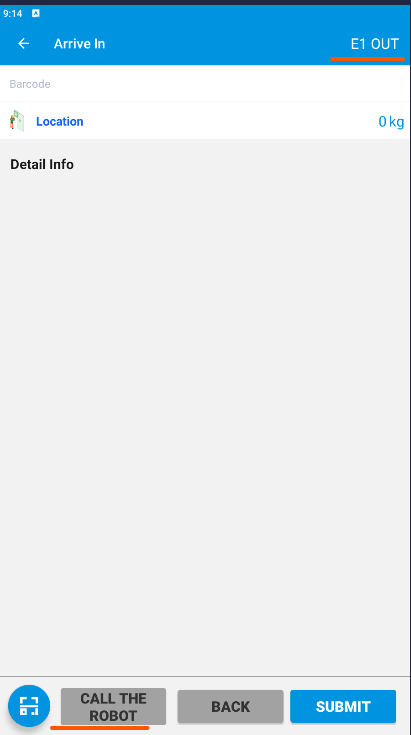 9:14 A
Arrive In
E1 OUT
Barcode
Location
0 kg
Detail Info
CALL THE
ROBOT
BACK
SUBMIT